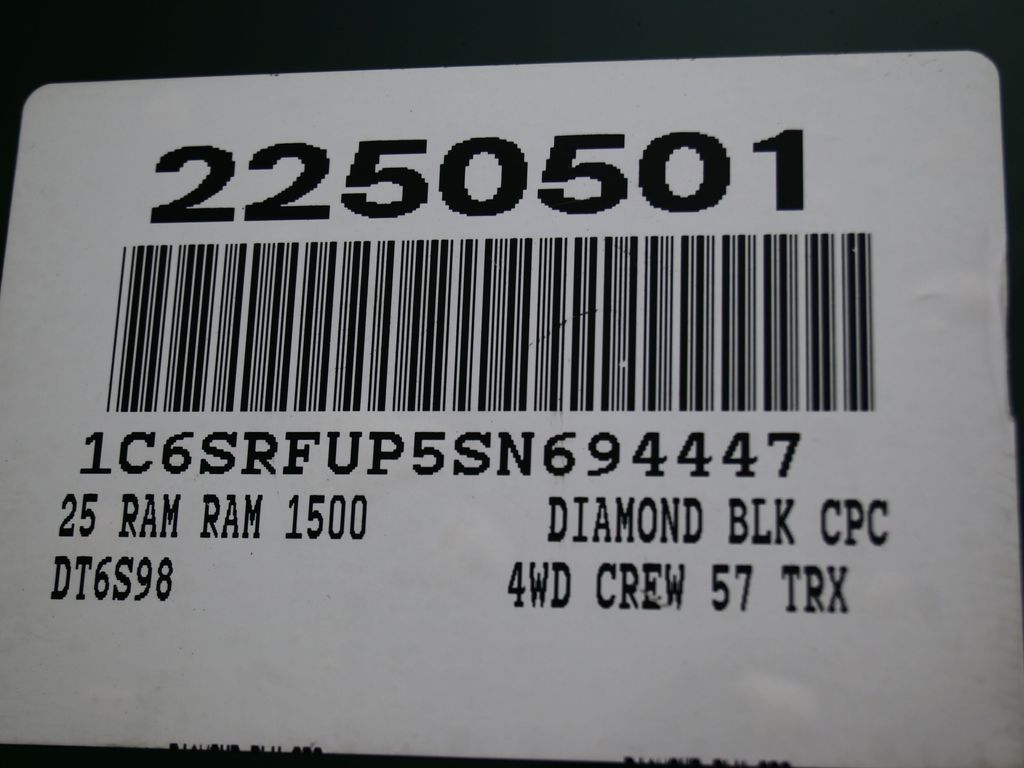 2250501
1C6SRFUP5SN694447
25 RAM RAM 1500 DIAMOND BLK CPC
DT6S98 4WD CREW 57 TRX